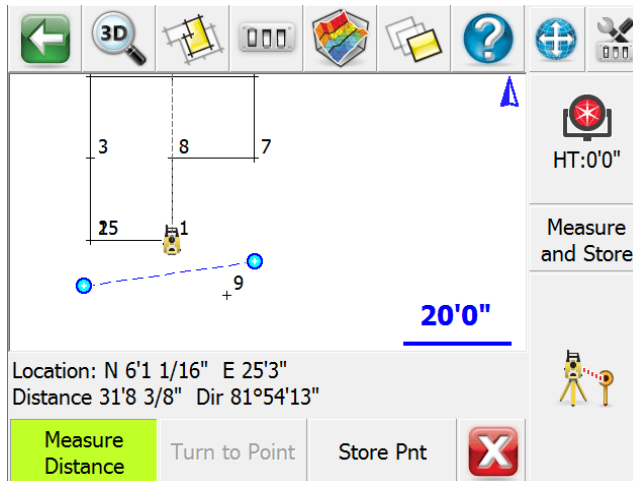 3D
3
8
7
HT:0'0"
25
1
Measure
and Store
9
20'0"
Location: N 6'1 1/16" E 25'3"
Distance 31'8 3/8" Dir 81°54'13"
Measure
Distance
Turn to Point
Store Pnt